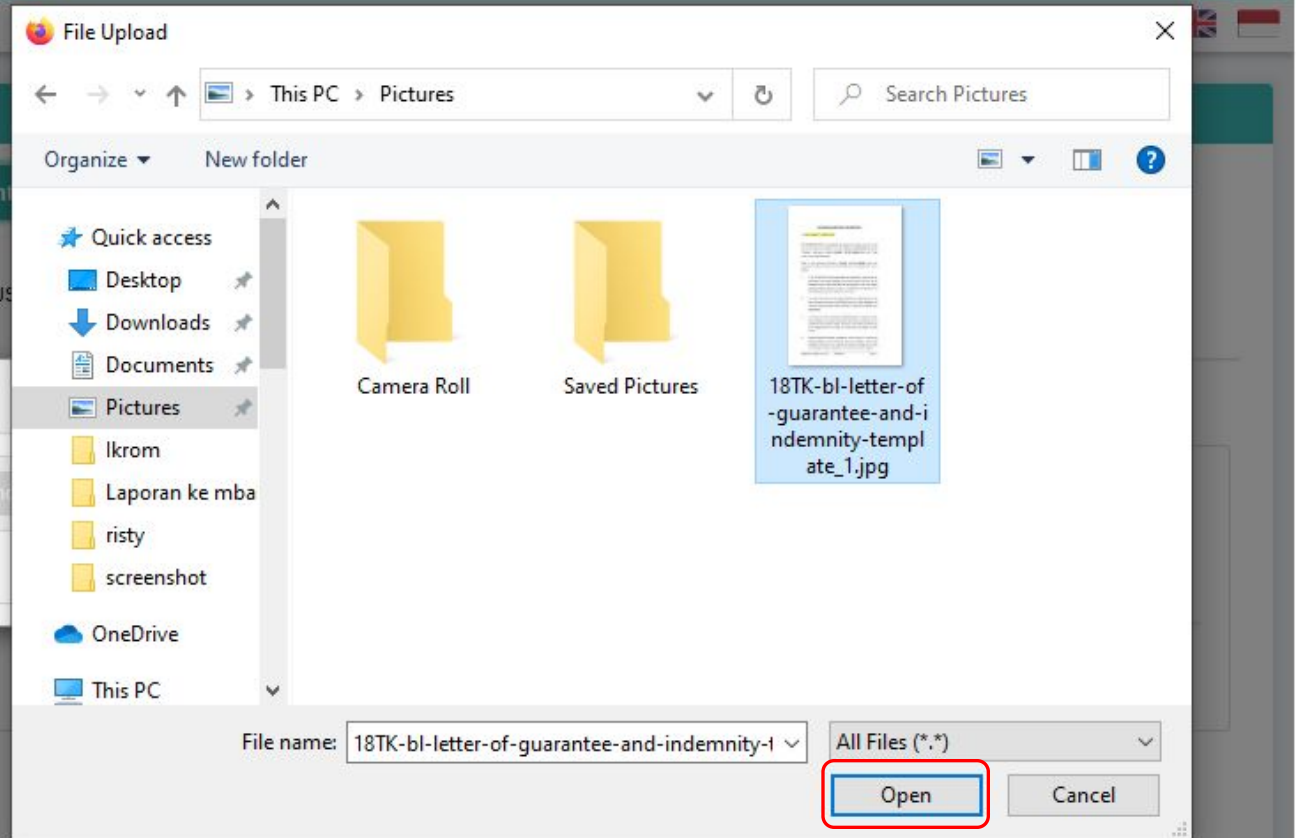 File Upload
This PC > Pictures
Search Pictures
Organize
New folder
?
Quick access
Desktop
Downloads
Documents
Pictures
Ikrom
Laporan ke mba
risty
screenshot
OneDrive
This PC
Camera Roll
Saved Pictures
18TK-bl-letter-of
-guarantee-and-i
ndemnity-templ
ate_1.jpg
File name:
18TK-bl-letter-of-guarantee-and-indemnity-t
All Files (*.*)
Open
Cancel